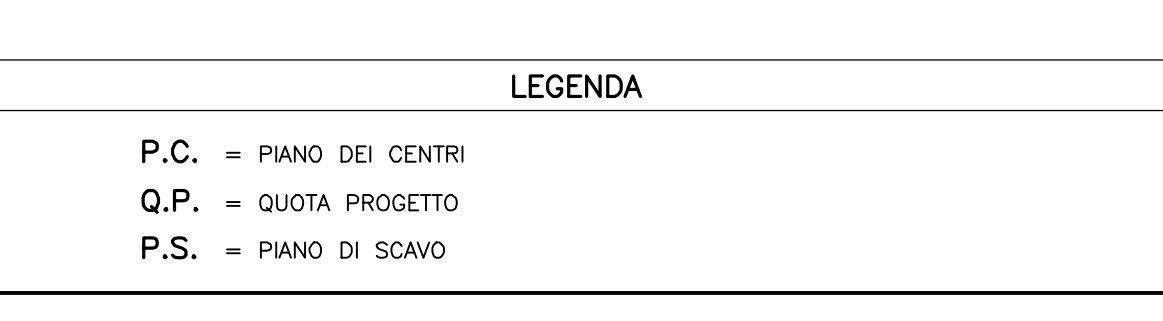 LEGENDA
P.C. = PIANO DEI CENTRI
Q.P. = QUOTA PROGETTO
P.S. = PIANO DI SCAVO